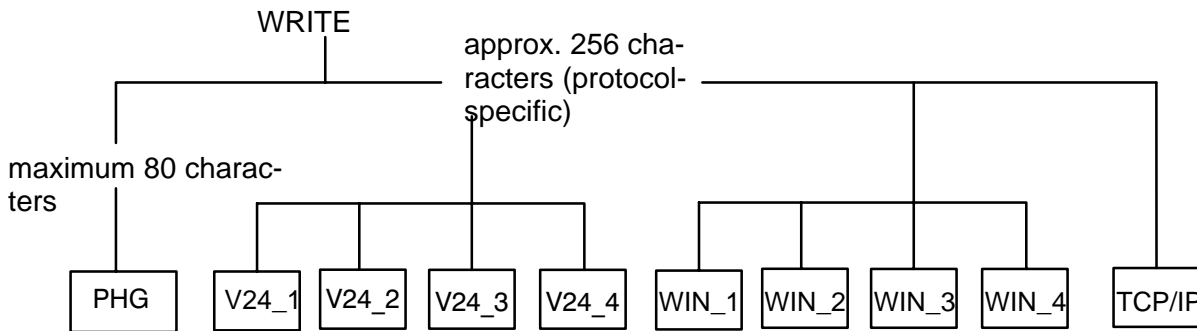 WRITE
approx. 256 cha-
racters (protocol-
specific)
maximum 80 charac-
ters
PHG
V24_1
V24_2
V24_3
V24_4
WIN_1
WIN_2
WIN_3
WIN_4
TCP/IP